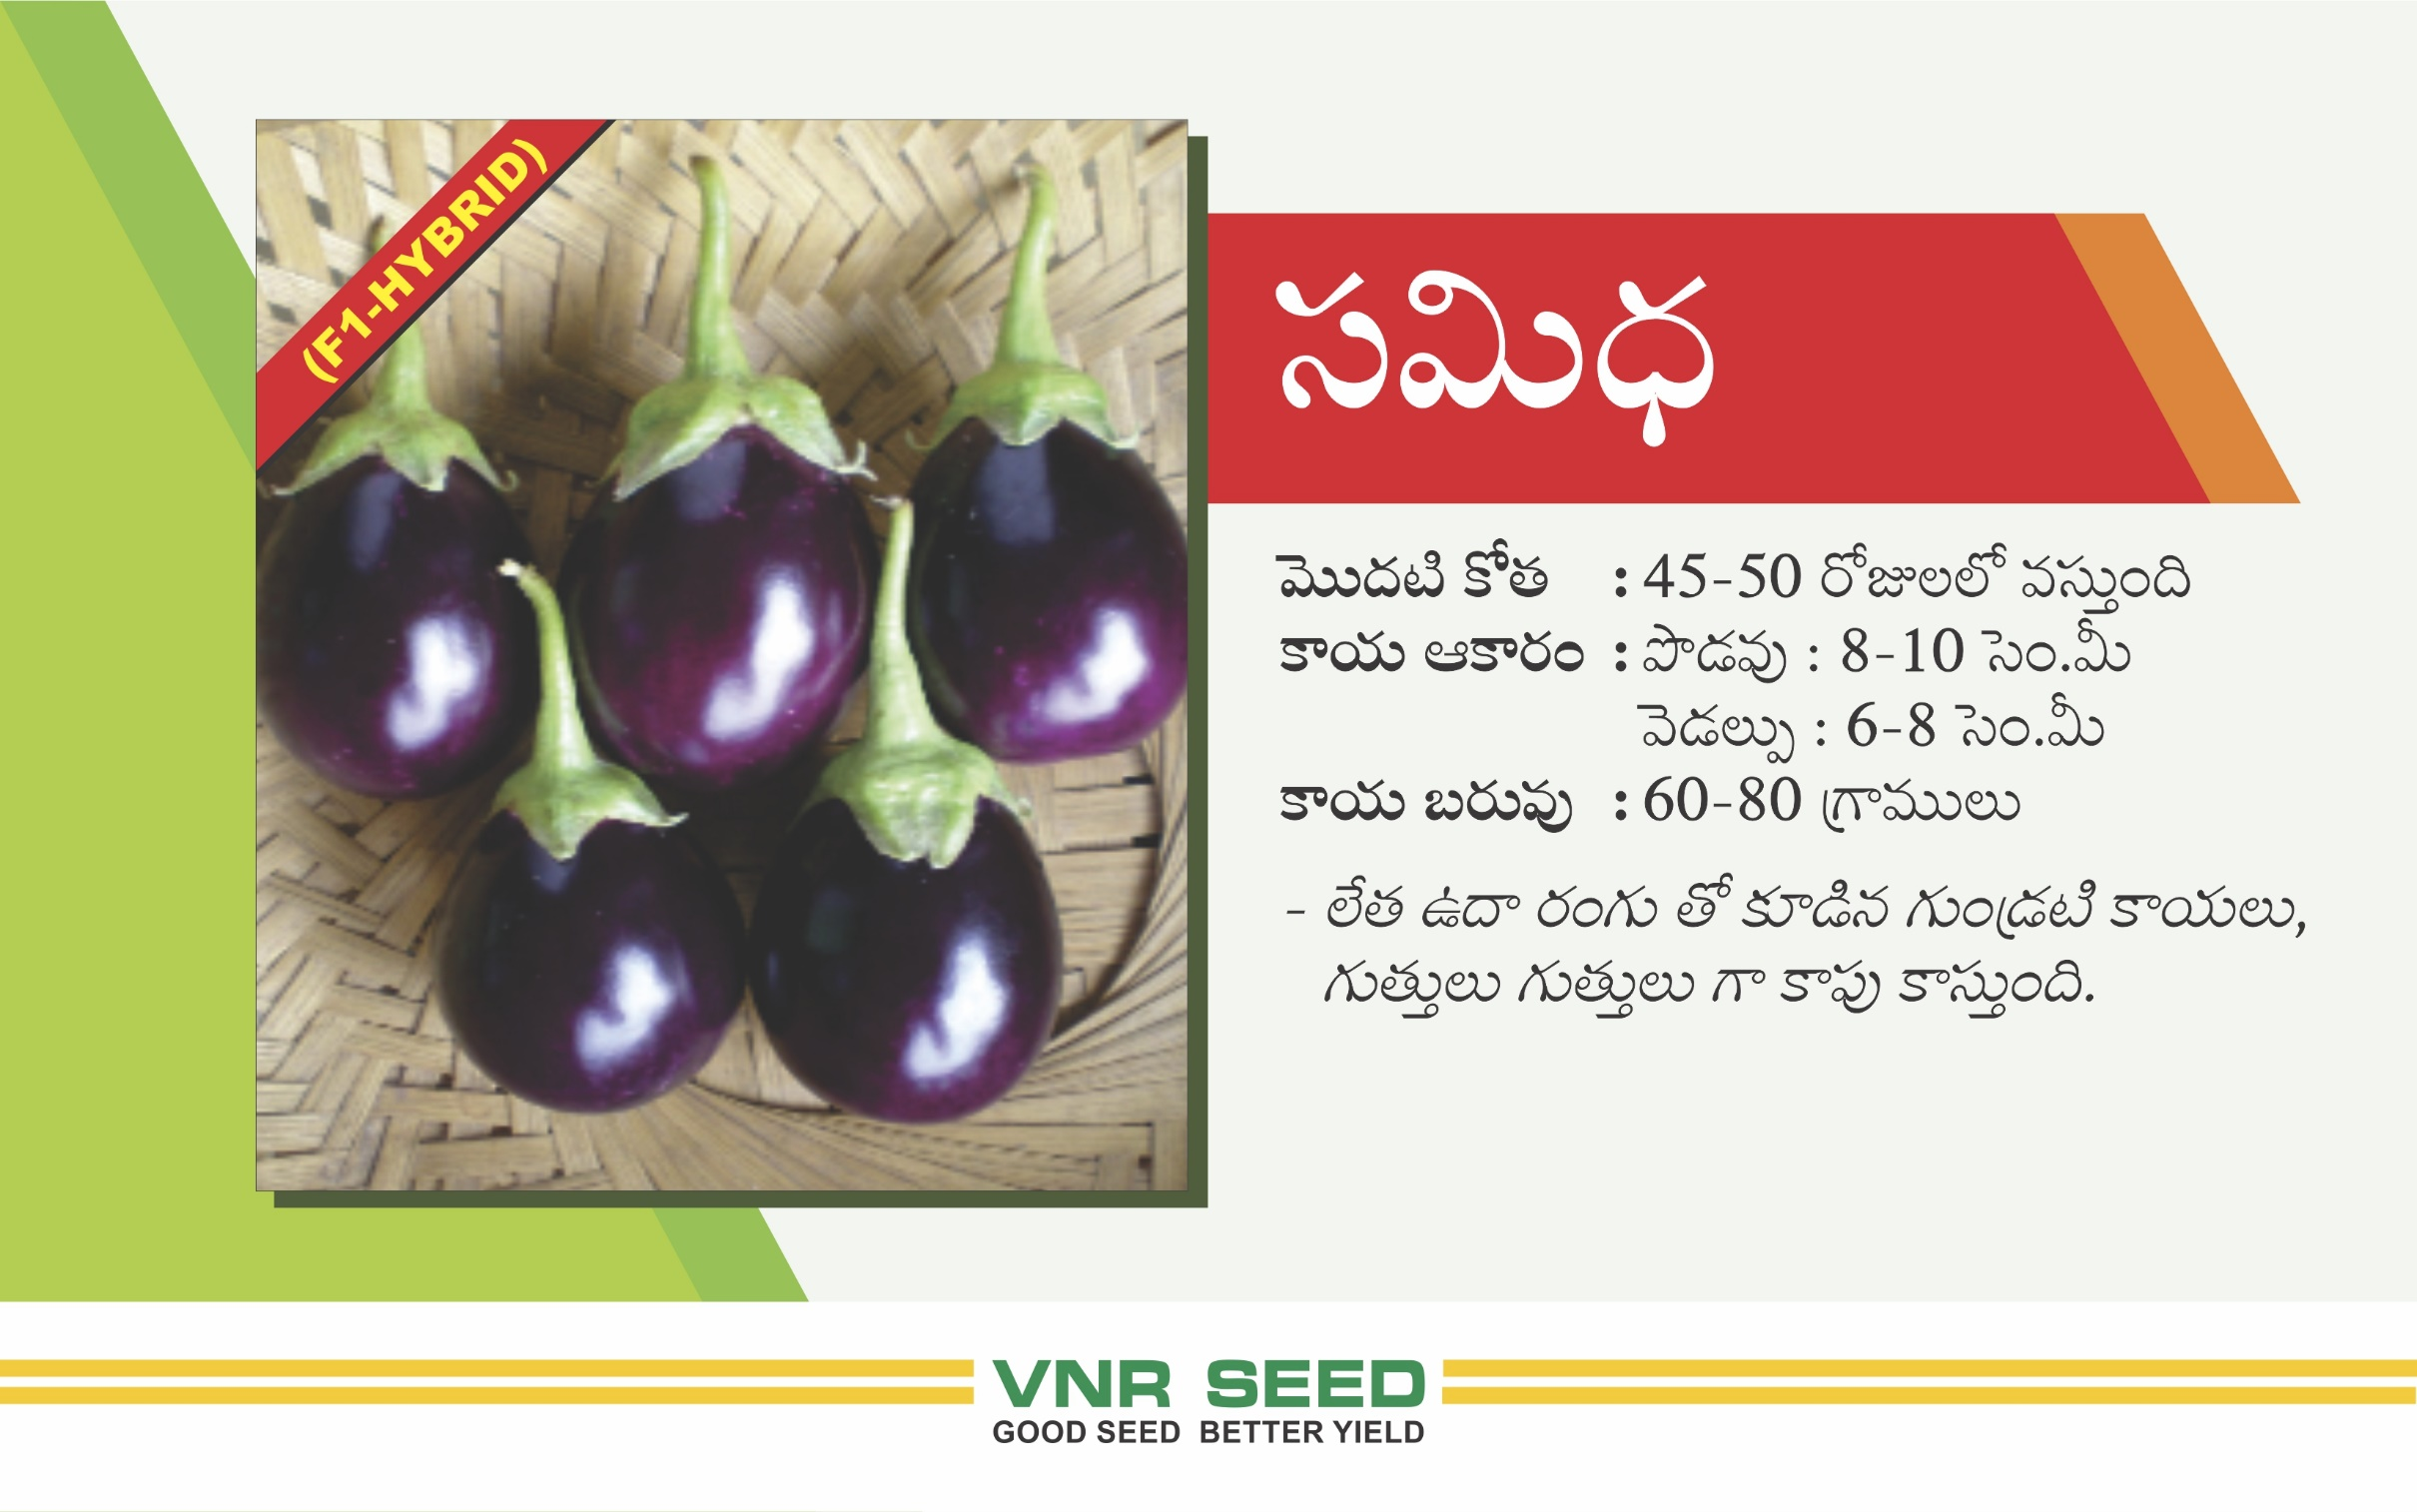 (F1-HYBRID)
సమిధ
మొదటి కోత : 45-50 రోజులలో వస్తుంది
కాయ ఆకారం : పొడవు : 8-10 సెం.మీ
వెడల్పు : 6-8 సెం.మీ
కాయ బరువు : 60-80 గ్రాములు
- లేత ఉదా రంగు తో కూడిన గుండ్రటి కాయలు,
గుత్తులు గుత్తులు గా కాపు కాస్తుంది.
VNR SEED
GOOD SEED BETTER YIELD